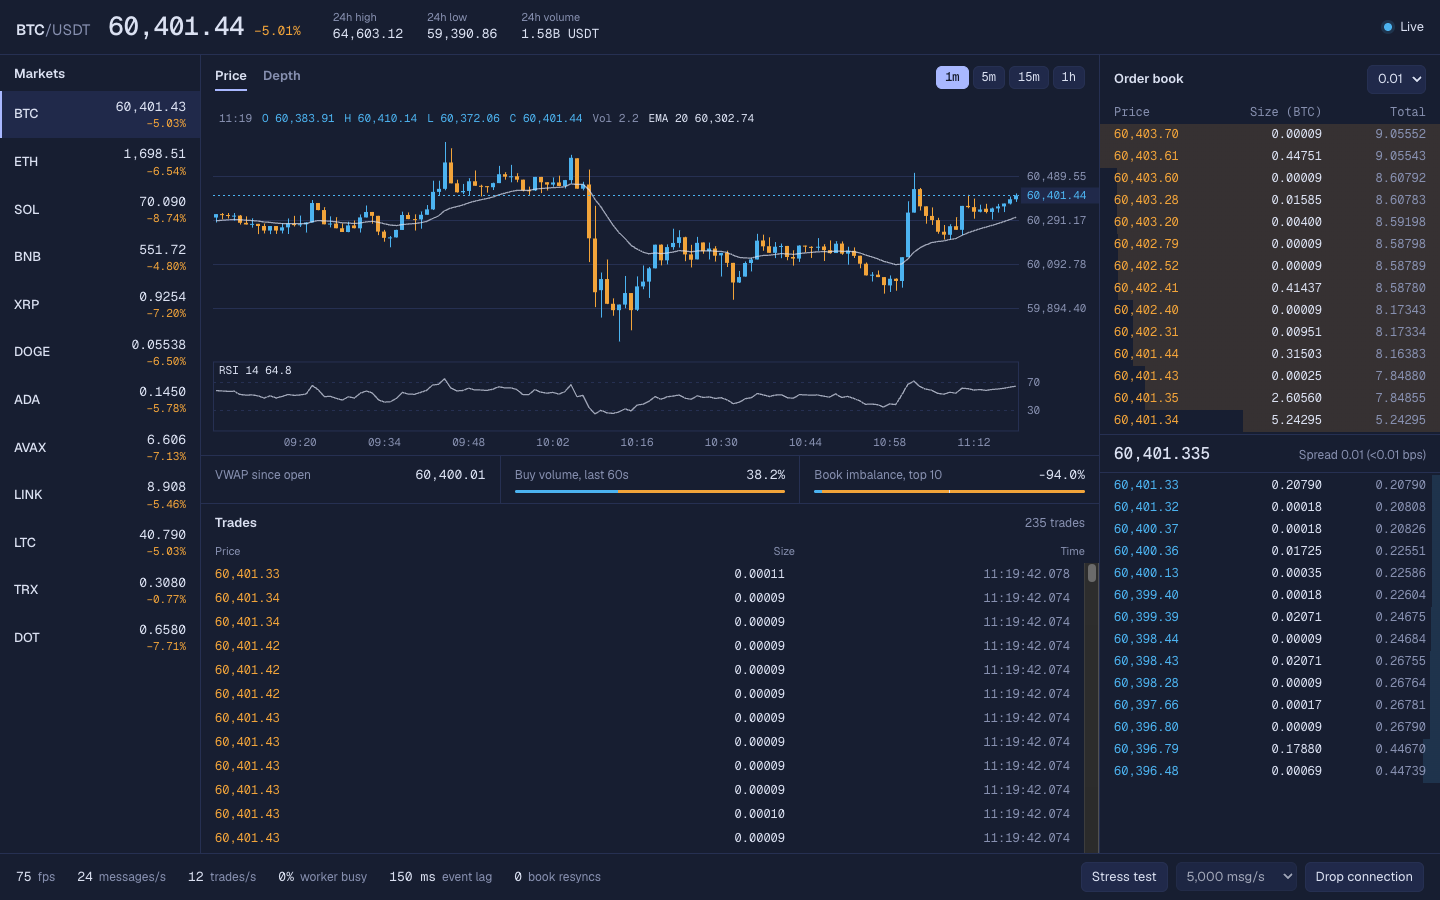 BTC/USDT 60,401.44 −5.01%
24h high 24h low 24h volume
64,603.12 59,390.86 1.58B USDT
Live
Markets
BTC 60,401.43
−5.03%
ETH 1,698.51
−6.54%
SOL 70.090
−8.74%
BNB 551.72
−4.80%
XRP 0.9254
−7.20%
DOGE 0.05538
−6.50%
ADA 0.1450
−5.78%
AVAX 6.606
−7.13%
LINK 8.908
−5.46%
LTC 40.790
−5.03%
TRX 0.3080
−0.77%
DOT 0.6580
−7.71%
Price Depth 1m 5m 15m 1h
11:19 O 60,383.91 H 60,410.14 L 60,372.06 C 60,401.44 Vol 2.2 EMA 20 60,302.74
60,489.55
60,401.44
60,291.17
60,092.78
59,894.40
RSI 14 64.8
70
30
09:20 09:34 09:48 10:02 10:16 10:30 10:44 10:58 11:12
VWAP since open 60,400.01
Buy volume, last 60s 38.2%
Book imbalance, top 10 −94.0%
Trades 235 trades
Price Size Time
60,401.33 0.00011 11:19:42.078
60,401.34 0.00009 11:19:42.074
60,401.34 0.00009 11:19:42.074
60,401.42 0.00009 11:19:42.074
60,401.42 0.00009 11:19:42.074
60,401.42 0.00009 11:19:42.074
60,401.43 0.00009 11:19:42.074
60,401.43 0.00009 11:19:42.074
60,401.43 0.00009 11:19:42.074
60,401.43 0.00009 11:19:42.074
60,401.43 0.00010 11:19:42.074
60,401.43 0.00009 11:19:42.074
Order book 0.01
Price Size (BTC) Total
60,403.70 0.00009 9.05552
60,403.61 0.44751 9.05543
60,403.60 0.00009 8.60792
60,403.28 0.01585 8.60783
60,403.20 0.00400 8.59198
60,402.79 0.00009 8.58798
60,402.52 0.00009 8.58789
60,402.41 0.41437 8.58780
60,402.40 0.00009 8.17343
60,402.31 0.00951 8.17334
60,401.44 0.31503 8.16383
60,401.43 0.00025 7.84880
60,401.35 2.60560 7.84855
60,401.34 5.24295 5.24295
60,401.335 Spread 0.01 (<0.01 bps)
60,401.33 0.20790 0.20790
60,401.32 0.00018 0.20808
60,400.37 0.00018 0.20826
60,400.36 0.01725 0.22551
60,400.13 0.00035 0.22586
60,399.40 0.00018 0.22604
60,399.39 0.02071 0.24675
60,398.44 0.00009 0.24684
60,398.43 0.02071 0.26755
60,398.28 0.00009 0.26764
60,397.66 0.00017 0.26781
60,396.80 0.00009 0.26790
60,396.79 0.17880 0.44670
60,396.48 0.00069 0.44739
75 fps 24 messages/s 12 trades/s 0% worker busy 150 ms event lag 0 book resyncs
Stress test 5,000 msg/s Drop connection